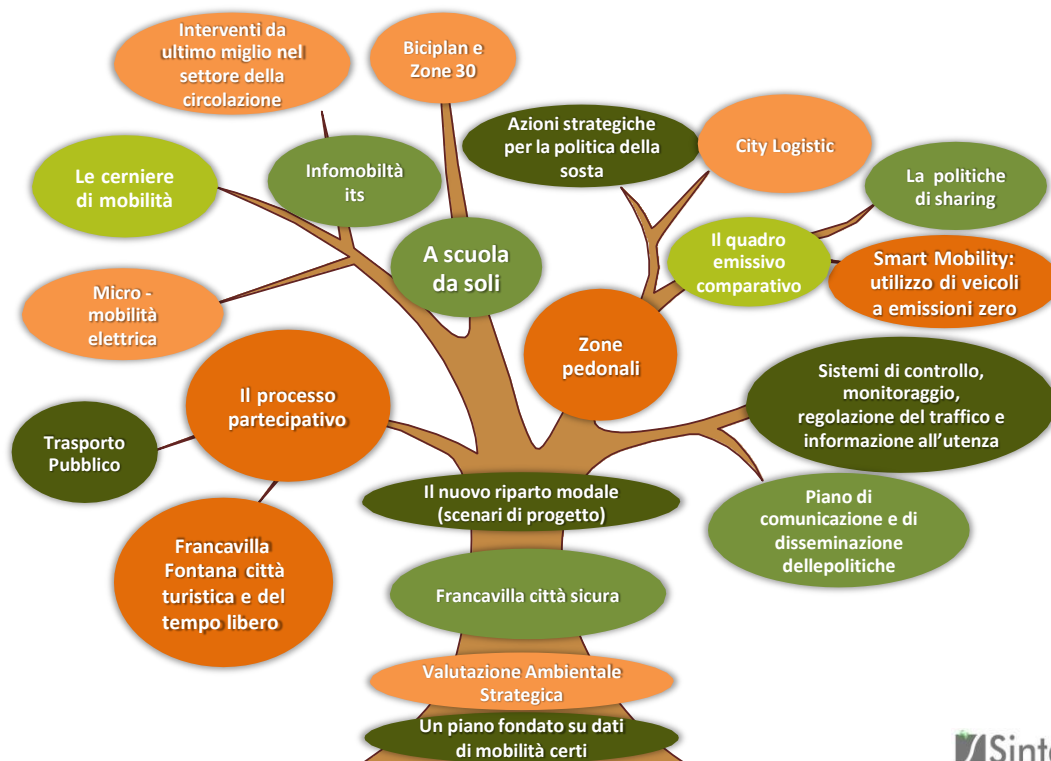 Interventi da
ultimo miglio nel
settore della
circolazione
Biciplan e
Zone 30
Azioni strategiche
per la politica della
sosta
City Logistic
Le cerniere
di mobilità
Infomobiltà
its
La politiche
di sharing
A scuola
da soli
Il quadro
emissivo
comparativo
Smart Mobility:
utilizzo di veicoli
a emissioni zero
Micro -
mobilità
elettrica
Zone
pedonali
Il processo
partecipativo
Sistemi di controllo,
monitoraggio,
regolazione del traffico e
informazione all'utenza
Trasporto
Pubblico
Il nuovo riparto modale
(scenari di progetto)
Piano di
comunicazione e di
disseminazione
dellepolitiche
Francavilla
Fontana città
turistica e del
tempo libero
Francavilla città sicura
Valutazione Ambientale
Strategica
Un piano fondato su dati
di mobilità certi